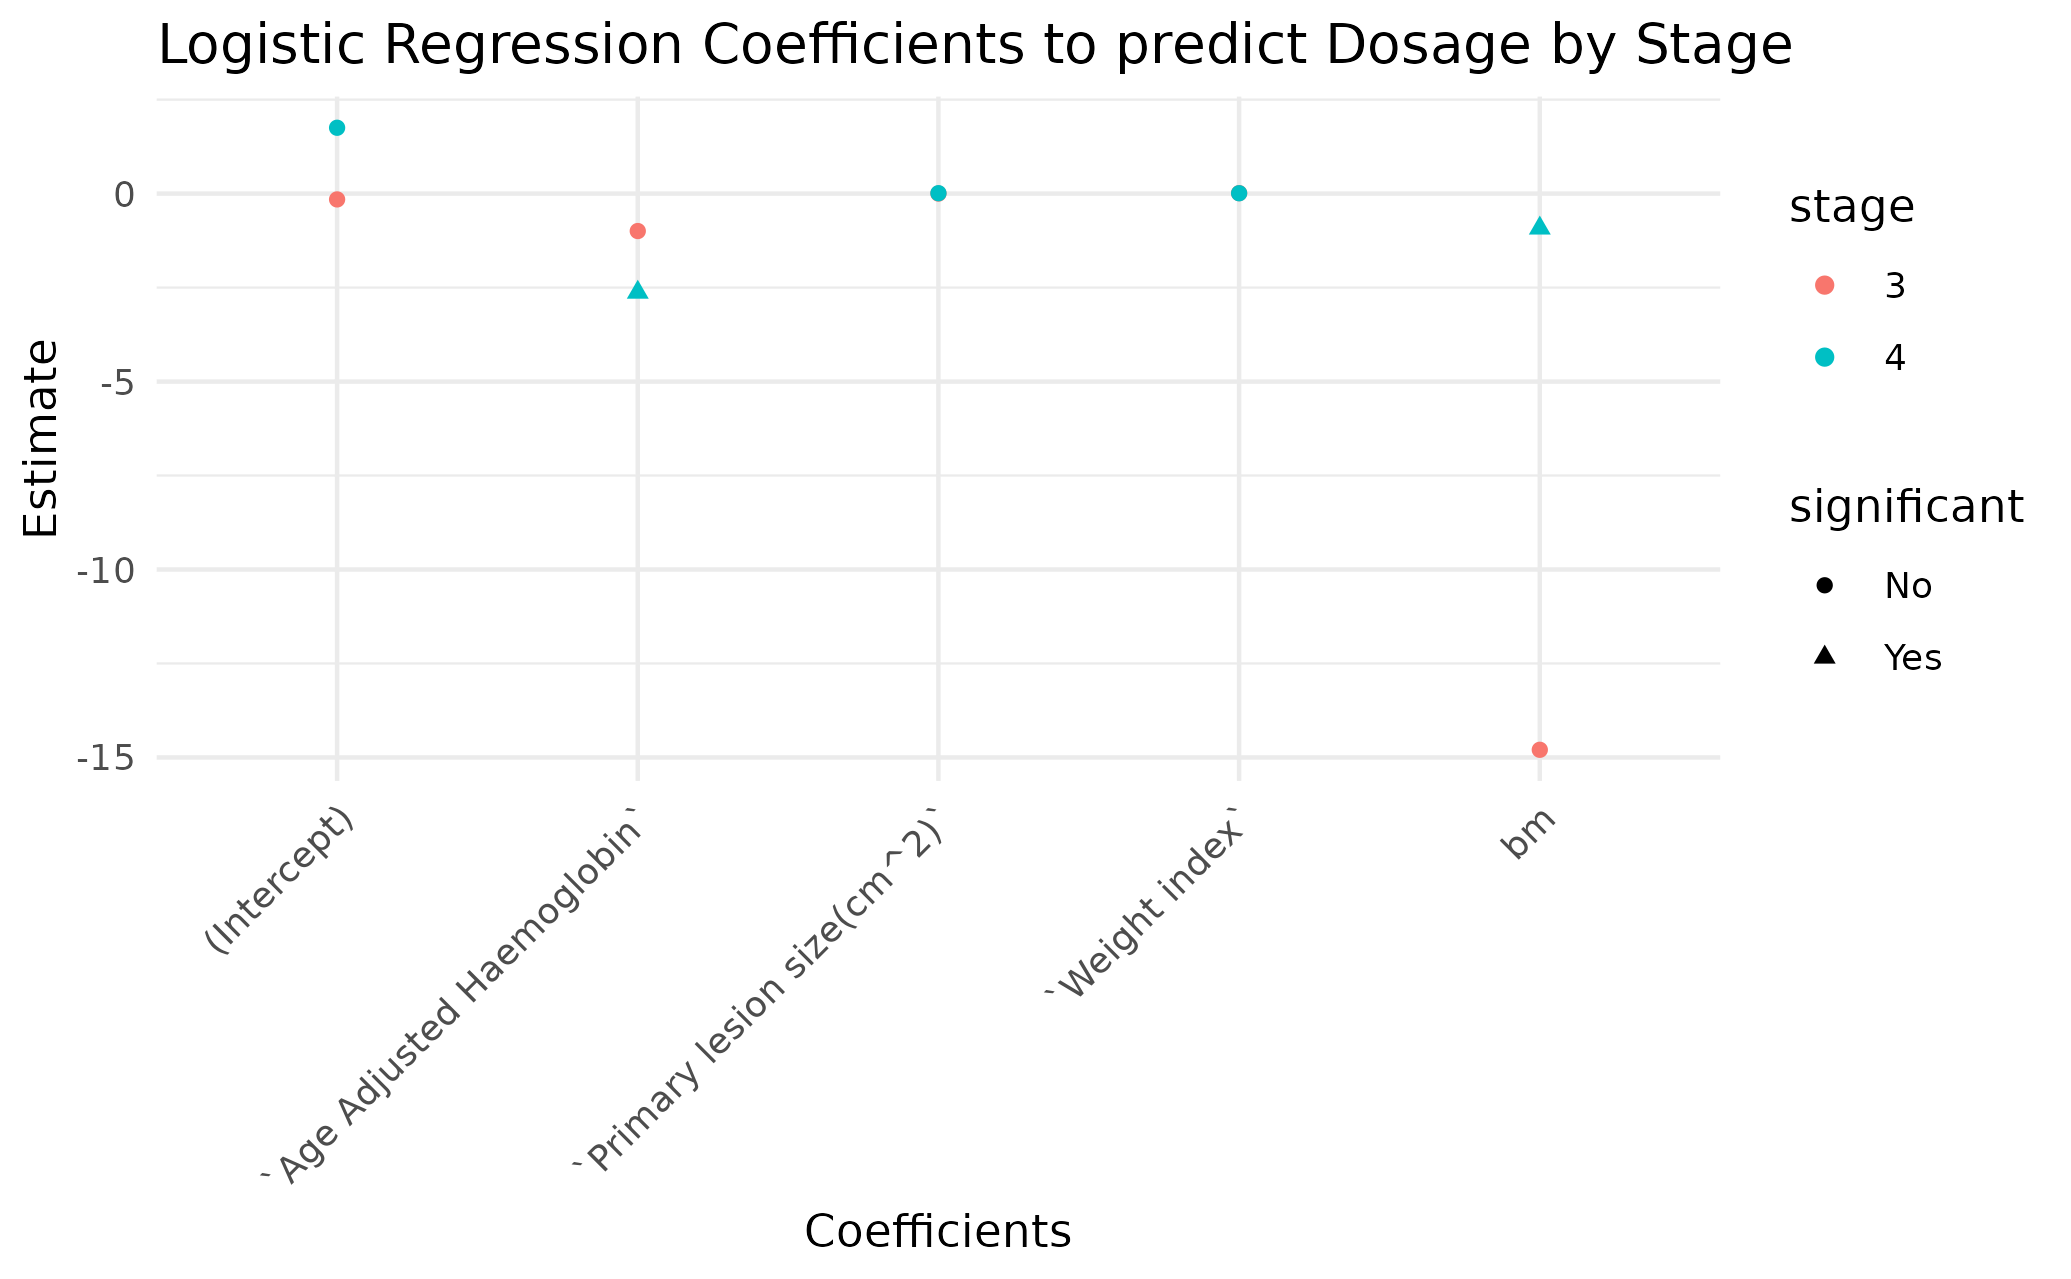 Logistic Regression Coefficients to predict Dosage by Stage
Estimate
0
-5
-10
-15
(Intercept)
`Age Adjusted Haemoglobin`
`Primary lesion size(cm^2)`
`Weight index`
bm
Coefficients
stage
3
4
significant
No
Yes